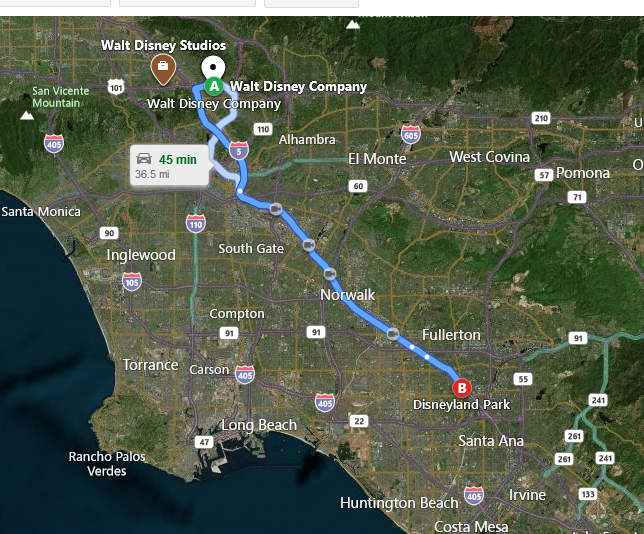 Walt Disney Studios
A
Walt Disney Company
Walt Disney Company
101
San Vicente
Mountain
405
110
Alhambra
605
210
5
45 min
36.5 mi
El Monte
West Covina
57
Pomona
60
71
Santa Monica
90
110
South Gate
Inglewood
105
Norwalk
Compton
91
91
Fullerton
91
Torrance
Carson
405
55
B
Disneyland Park
405
241
22
Long Beach
47
261
Santa Ana
Rancho Palos
Verdes
261
241
Huntington Beach
405
Irvine
133
Costa Mesa